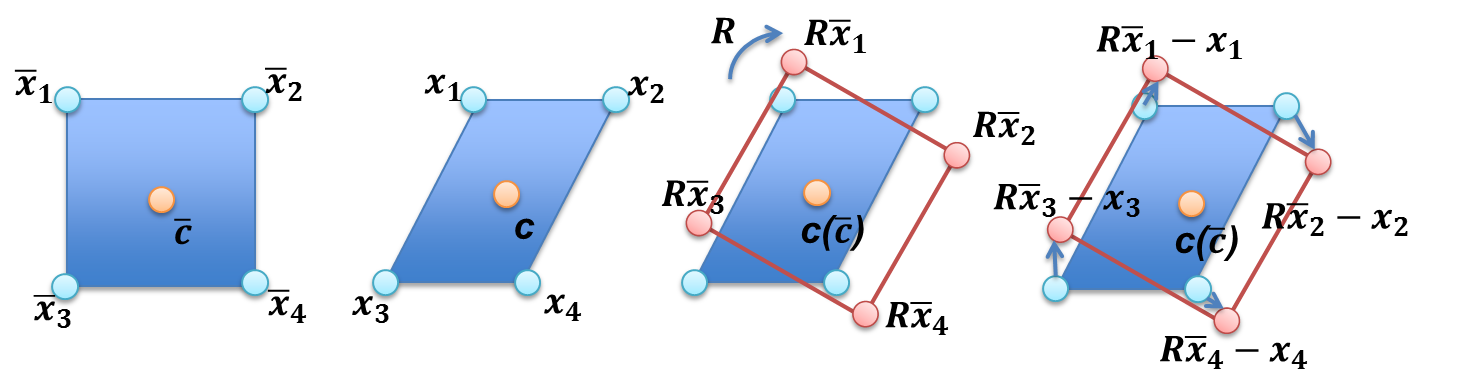 x̅₁
x̅₂
c̅
x̅₃
x̅₄
x₁
x₂
c
x₃
x₄
R
Rx̅₁
Rx̅₂
Rx̅₃
c(c̅)
Rx̅₄
Rx̅₁ − x₁
Rx̅₃ − x₃
Rx̅₂ − x₂
c(c̅)
Rx̅₄ − x₄